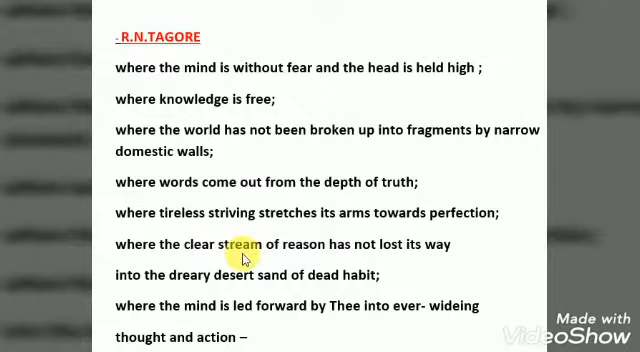 - R.N.TAGORE
where the mind is without fear and the head is held high ;
where knowledge is free;
where the world has not been broken up into fragments by narrow
domestic walls;
where words come out from the depth of truth;
where tireless striving stretches its arms towards perfection;
where the clear stream of reason has not lost its way
into the dreary desert sand of dead habit;
where the mind is led forward by Thee into ever- wideing
thought and action –
Made with
VideoShow